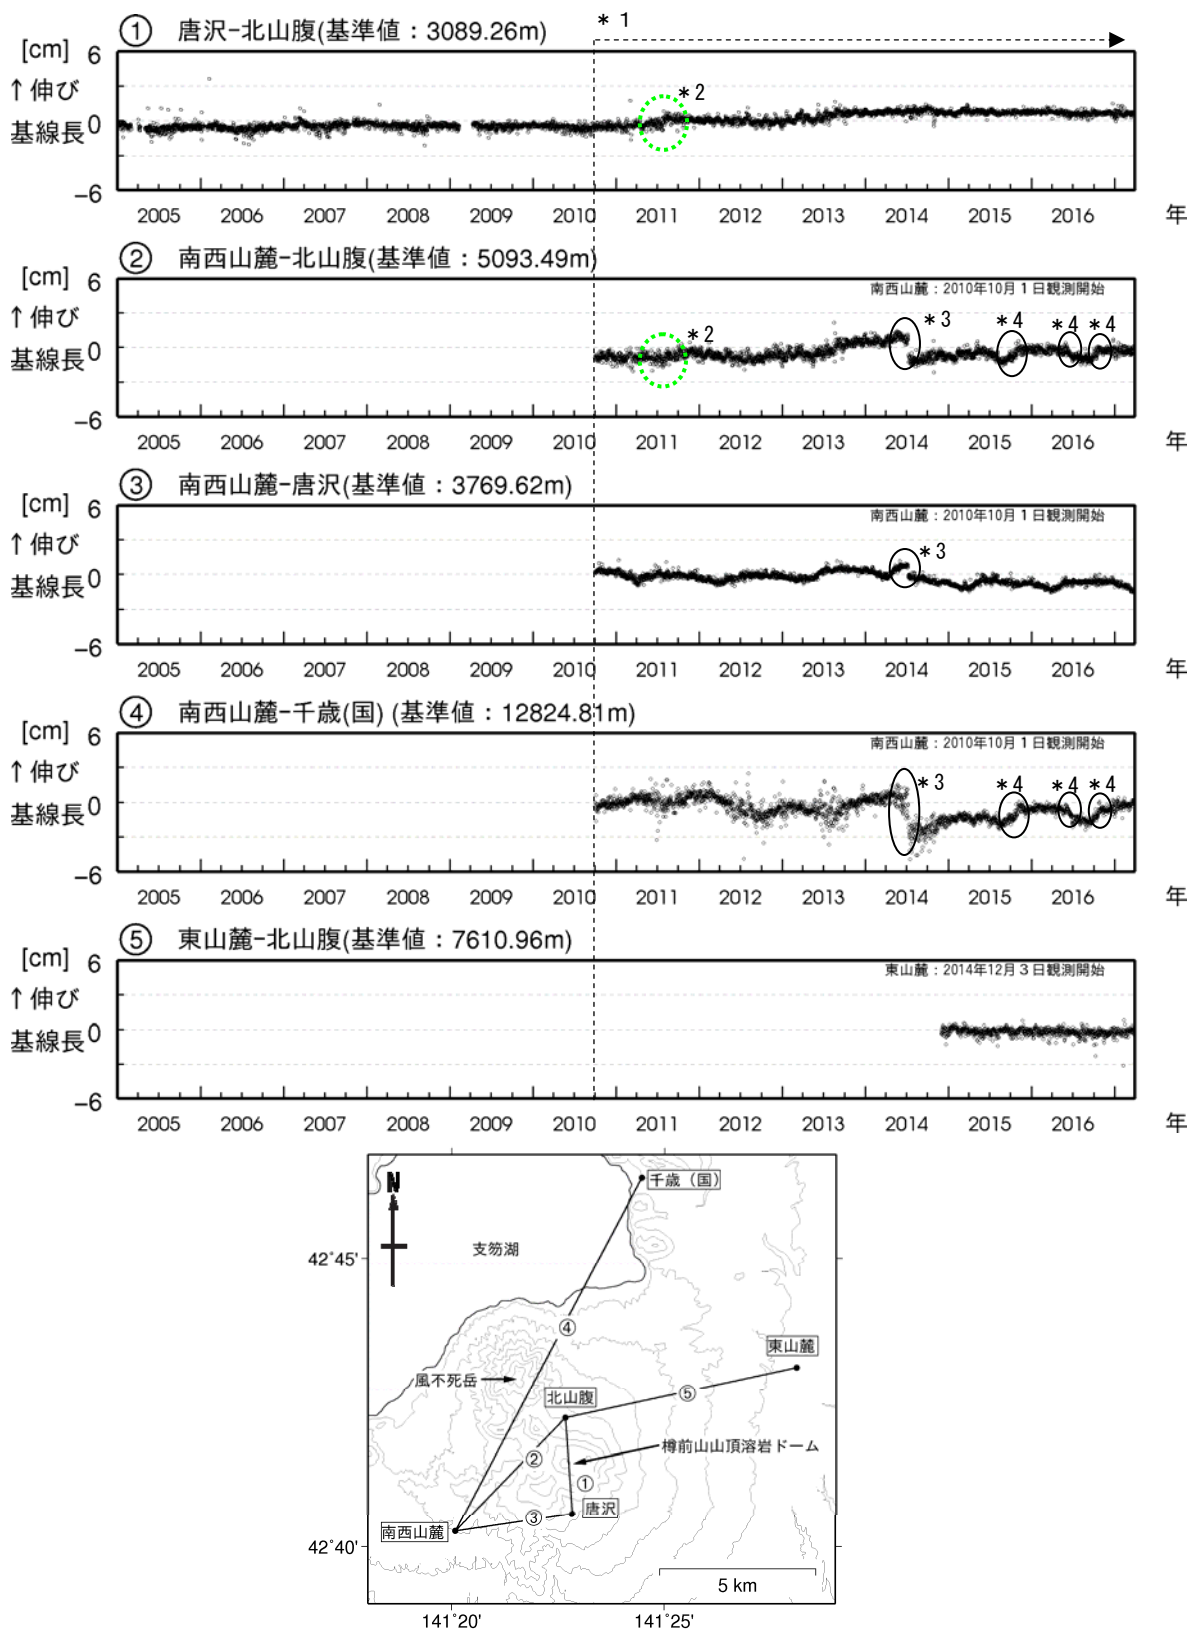 ① 唐沢-北山腹(基準値：3089.26m)
＊1
[cm]
6
↑伸び
＊2
基線長
0
-6
2005 2006 2007 2008 2009 2010 2011 2012 2013 2014 2015 2016 年
② 南西山麓-北山腹(基準値：5093.49m)
[cm]
6
南西山麓：2010年10月1日観測開始
↑伸び
＊2 ＊3 ＊4 ＊4 ＊4
基線長
0
-6
2005 2006 2007 2008 2009 2010 2011 2012 2013 2014 2015 2016 年
③ 南西山麓-唐沢(基準値：3769.62m)
[cm]
6
南西山麓：2010年10月1日観測開始
↑伸び
＊3
基線長
0
-6
2005 2006 2007 2008 2009 2010 2011 2012 2013 2014 2015 2016 年
④ 南西山麓-千歳(国) (基準値：12824.81m)
[cm]
6
南西山麓：2010年10月1日観測開始
↑伸び
＊3 ＊4 ＊4 ＊4
基線長
0
-6
2005 2006 2007 2008 2009 2010 2011 2012 2013 2014 2015 2016 年
⑤ 東山麓-北山腹(基準値：7610.96m)
[cm]
6
東山麓：2014年12月3日観測開始
↑伸び
基線長
0
-6
2005 2006 2007 2008 2009 2010 2011 2012 2013 2014 2015 2016 年
N
千歳（国）
支笏湖
42°45'
④
東山麓
風不死岳
北山腹
⑤
樽前山山頂溶岩ドーム
②
①
唐沢
③
南西山麓
42°40'
5 km
141°20'
141°25'